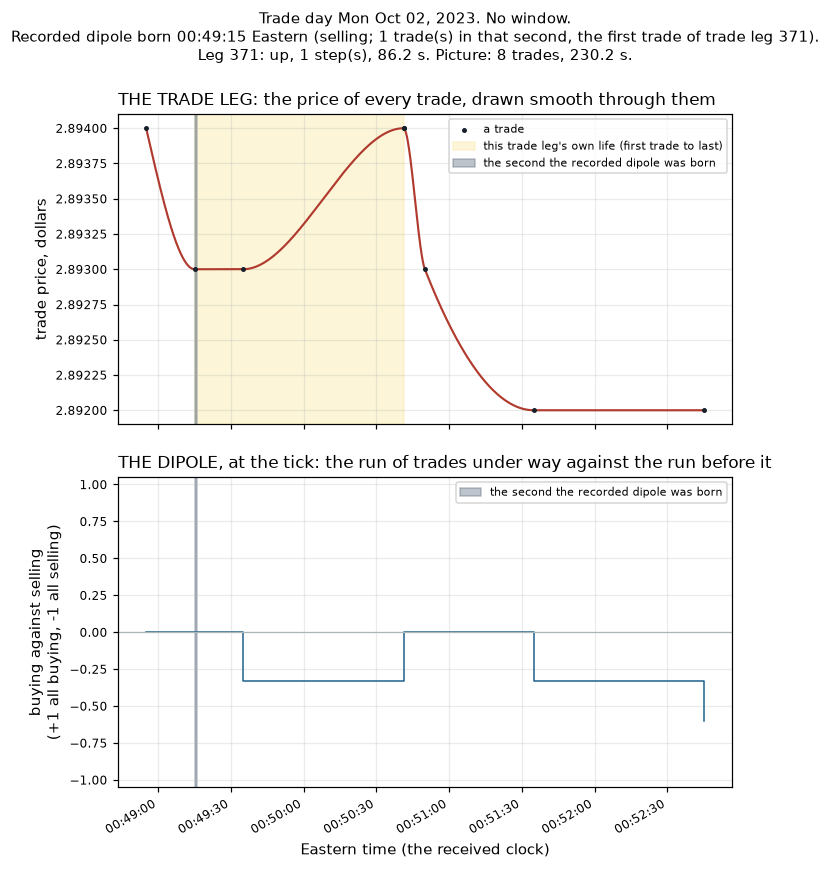 Trade day Mon Oct 02, 2023. No window.
Recorded dipole born 00:49:15 Eastern (selling; 1 trade(s) in that second, the first trade of trade leg 371).
Leg 371: up, 1 step(s), 86.2 s. Picture: 8 trades, 230.2 s.
THE TRADE LEG: the price of every trade, drawn smooth through them
a trade
this trade leg's own life (first trade to last)
the second the recorded dipole was born
trade price, dollars
2.89400
2.89375
2.89350
2.89325
2.89300
2.89275
2.89250
2.89225
2.89200
THE DIPOLE, at the tick: the run of trades under way against the run before it
the second the recorded dipole was born
buying against selling
(+1 all buying, -1 all selling)
1.00
0.75
0.50
0.25
0.00
−0.25
−0.50
−0.75
−1.00
00:49:00
00:49:30
00:50:00
00:50:30
00:51:00
00:51:30
00:52:00
00:52:30
Eastern time (the received clock)